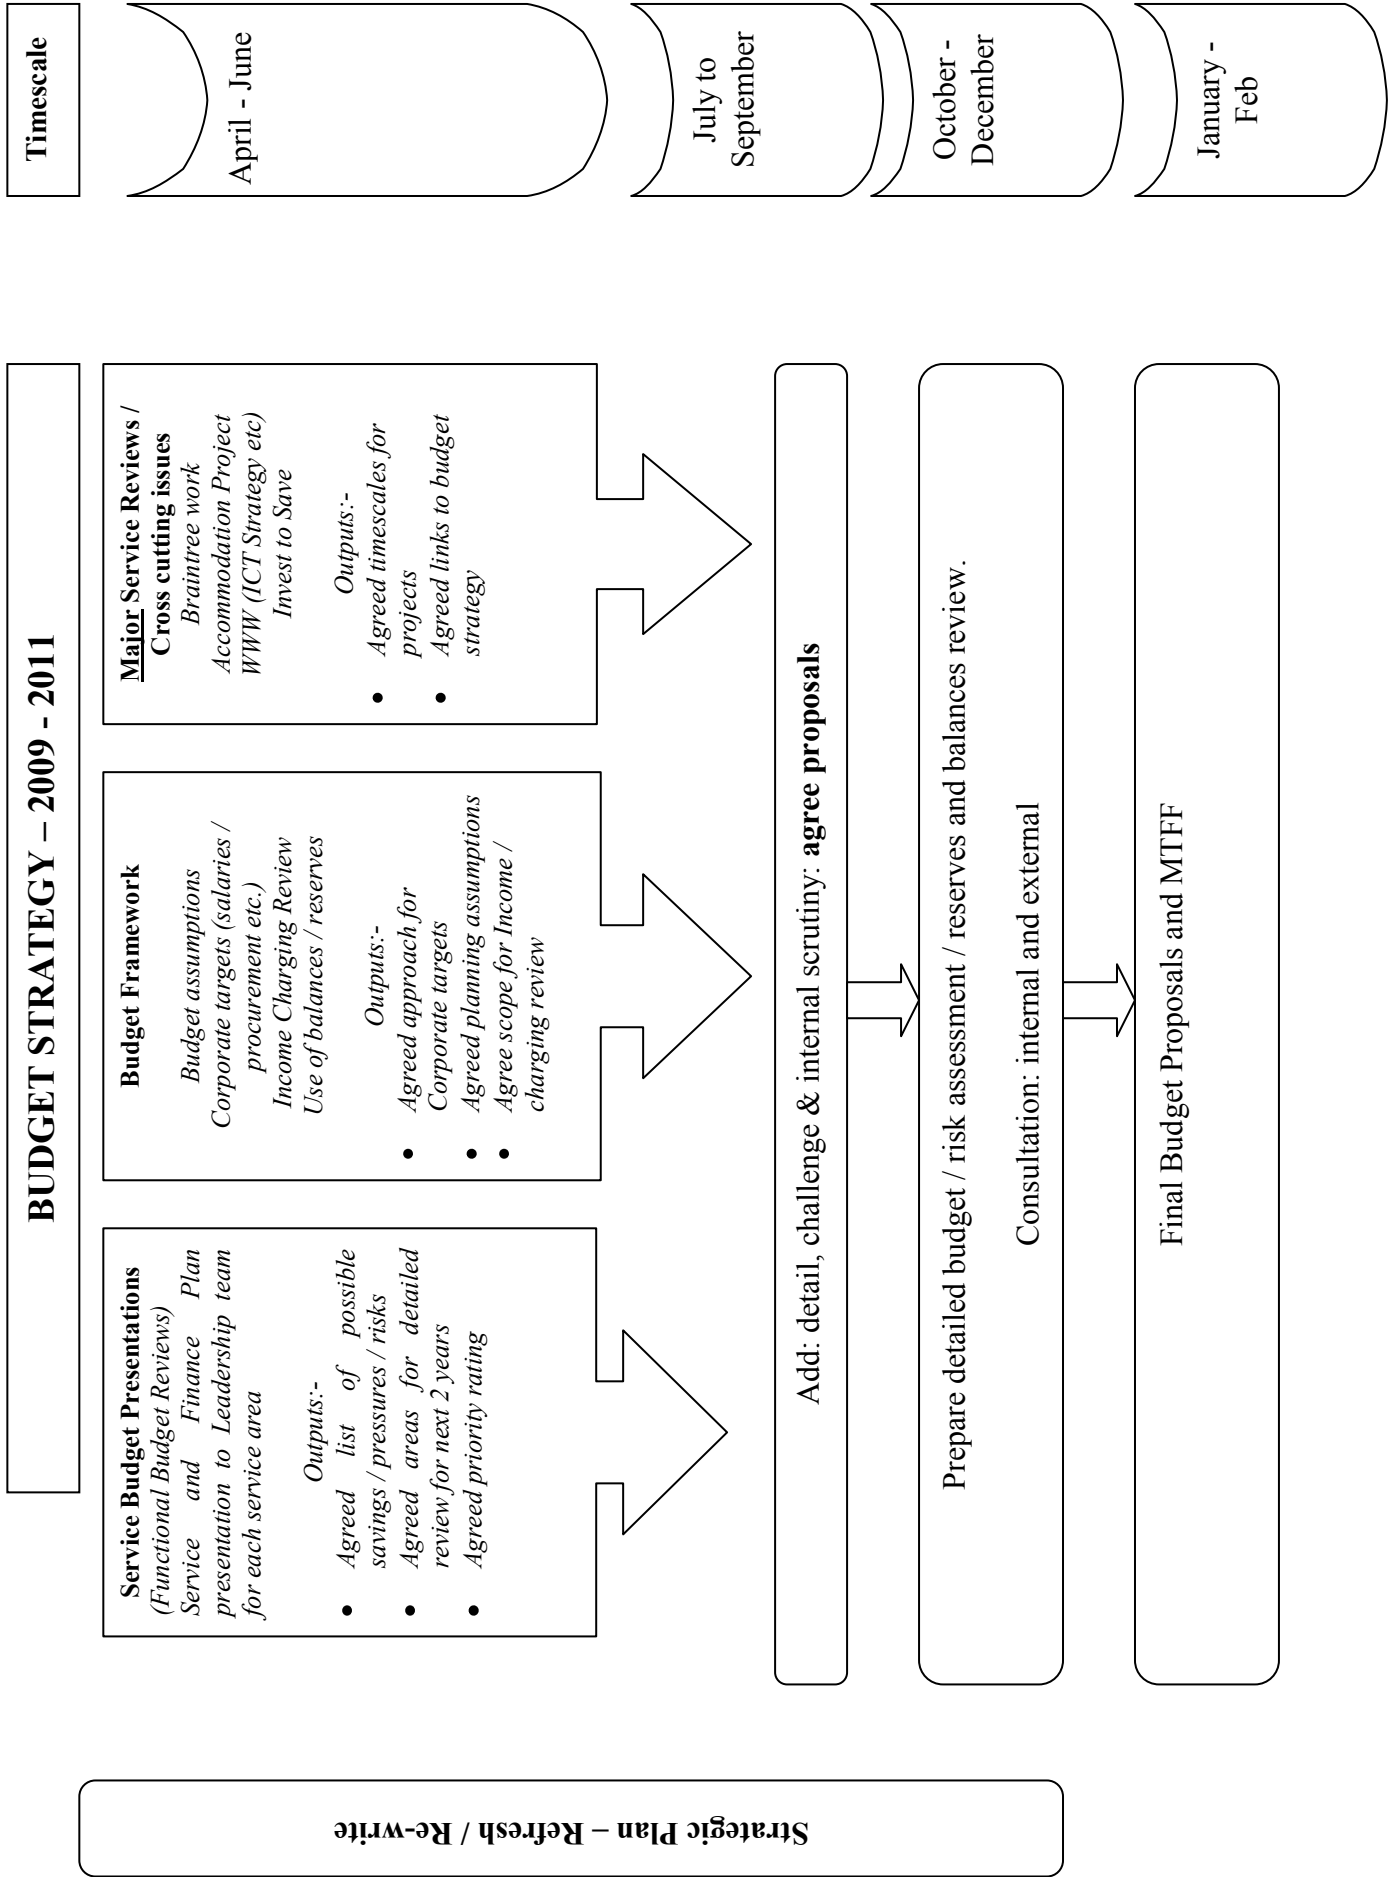 BUDGET STRATEGY – 2009 - 2011
Timescale
Strategic Plan – Refresh / Re-write
Service Budget Presentations
(Functional Budget Reviews)
Service and Finance Plan
presentation to Leadership team
for each service area
Outputs:-
• Agreed list of possible
savings / pressures / risks
• Agreed areas for detailed
review for next 2 years
• Agreed priority rating
Budget Framework
Budget assumptions
Corporate targets (salaries /
procurement etc.)
Income Charging Review
Use of balances / reserves
Outputs:-
• Agreed approach for
Corporate targets
• Agreed planning assumptions
• Agree scope for Income /
charging review
Major Service Reviews /
Cross cutting issues
Braintree work
Accommodation Project
WWW (ICT Strategy etc)
Invest to Save
Outputs:-
• Agreed timescales for
projects
• Agreed links to budget
strategy
April - June
Add: detail, challenge & internal scrutiny: agree proposals
July to
September
Prepare detailed budget / risk assessment / reserves and balances review.
Consultation: internal and external
October -
December
Final Budget Proposals and MTFF
January -
Feb